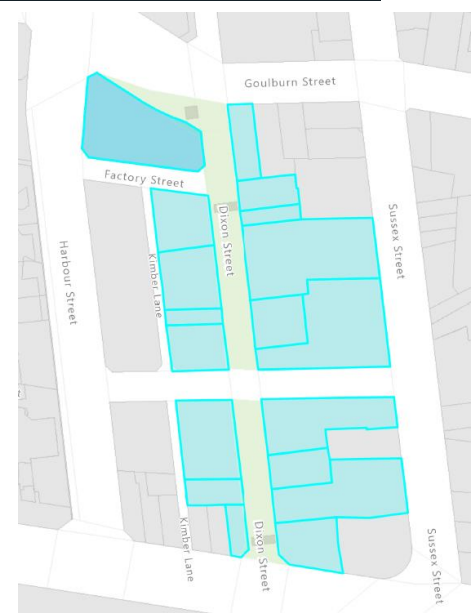 Goulburn Street
Factory Street
Dixon Street
Sussex Street
Harbour Street
Kimber Lane
Kimber Lane
Dixon Street
Sussex Street